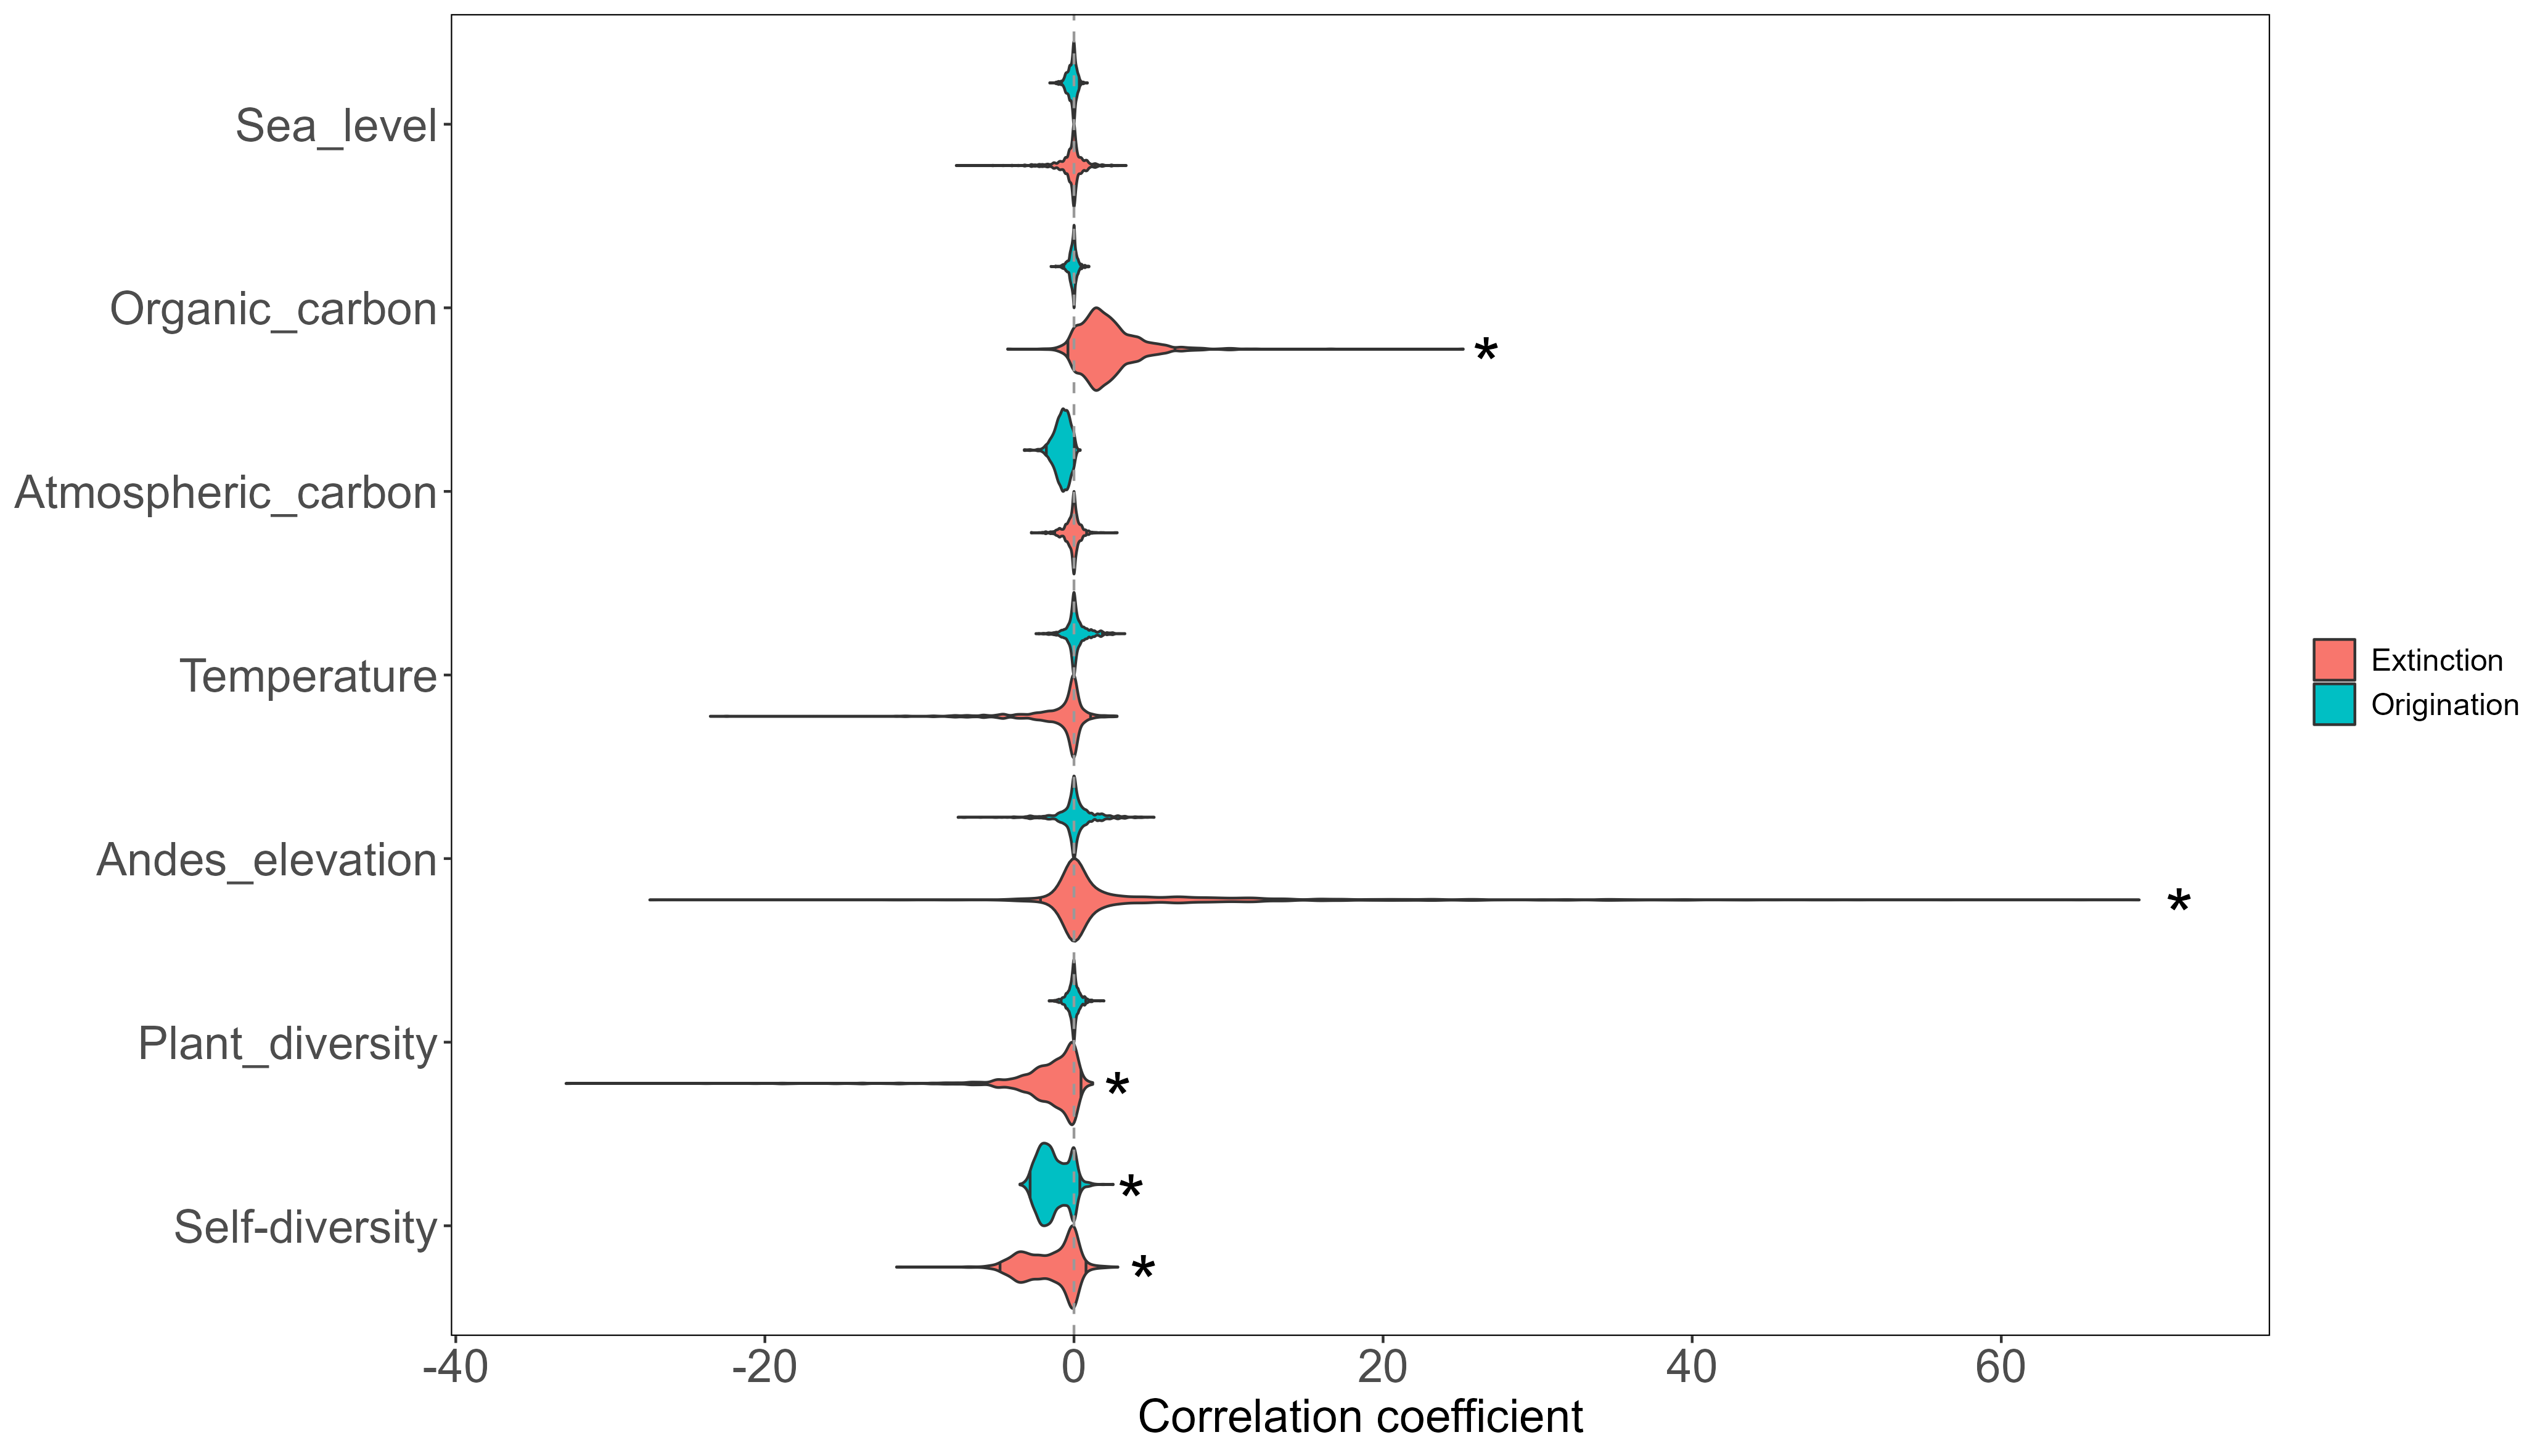 Sea_level
*
Organic_carbon
Atmospheric_carbon
Temperature
Extinction
Origination
Andes_elevation
*
Plant_diversity
*
*
Self-diversity
*
-40 -20 0 20 40 60
Correlation coefficient